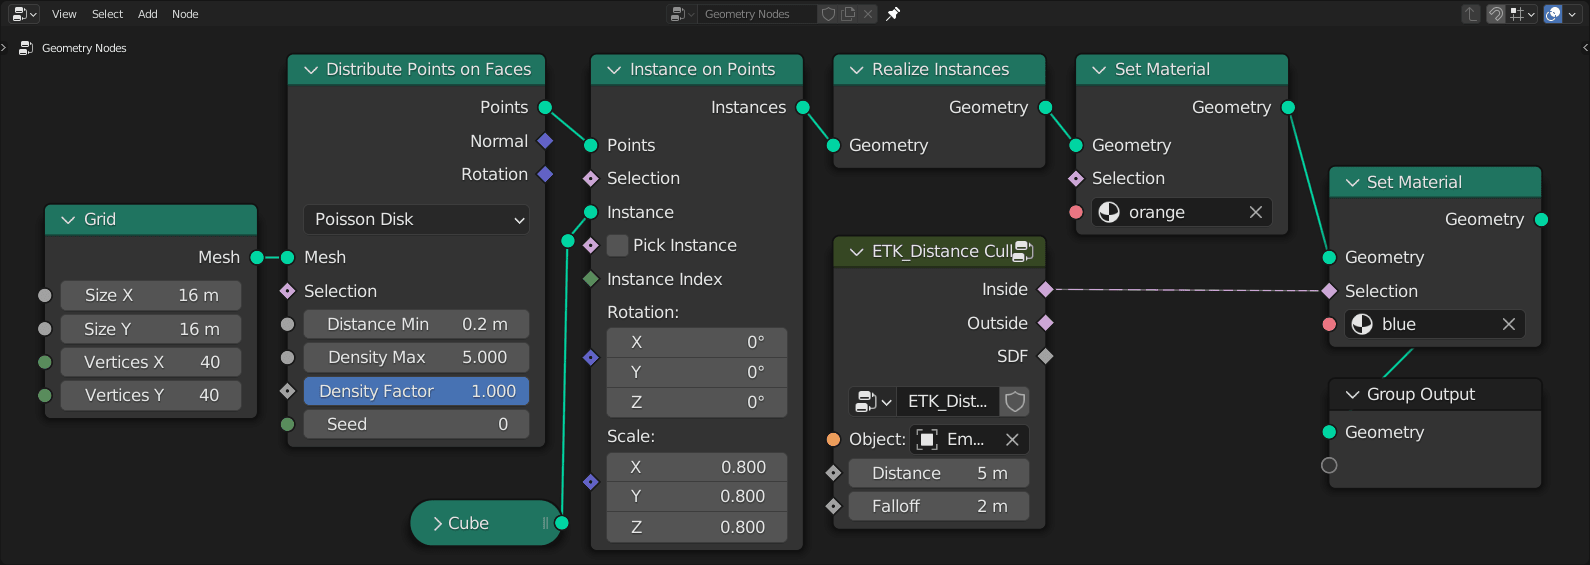 View Select Add Node
Geometry Nodes
Geometry Nodes
Grid
Mesh
Size X 16 m
Size Y 16 m
Vertices X 40
Vertices Y 40
Distribute Points on Faces
Points
Normal
Rotation
Poisson Disk
Mesh
Selection
Distance Min 0.2 m
Density Max 5.000
Density Factor 1.000
Seed 0
Cube
Instance on Points
Instances
Points
Selection
Instance
Pick Instance
Instance Index
Rotation:
X 0°
Y 0°
Z 0°
Scale:
X 0.800
Y 0.800
Z 0.800
Realize Instances
Geometry
Geometry
ETK_Distance Cull
Inside
Outside
SDF
ETK_Dist...
Object: Em...
Distance 5 m
Falloff 2 m
Set Material
Geometry
Geometry
Selection
orange
Set Material
Geometry
Geometry
Selection
blue
Group Output
Geometry